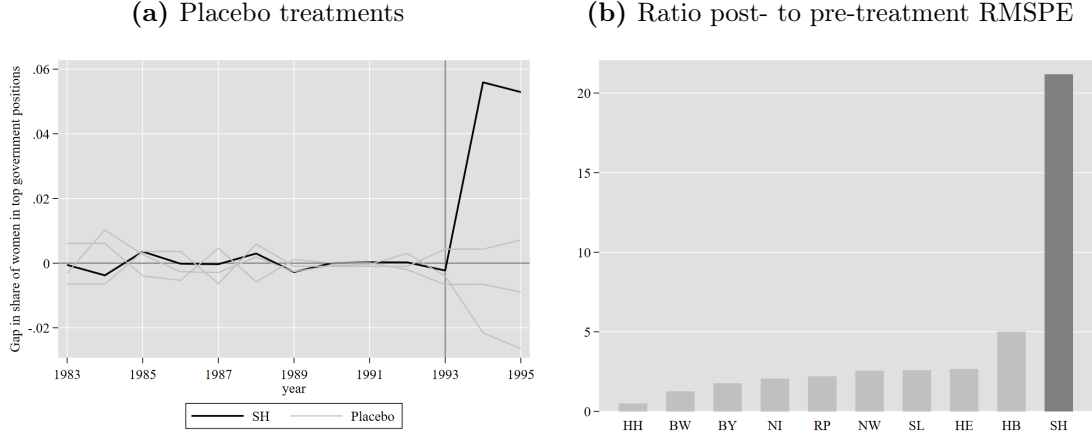 (a) Placebo treatments
Gap in share of women in top government positions
.06
.04
.02
0
-.02
1983 1985 1987 1989 1991 1993 1995
year
SH Placebo
(b) Ratio post- to pre-treatment RMSPE
20
15
10
5
0
HH BW BY NI RP NW SL HE HB SH